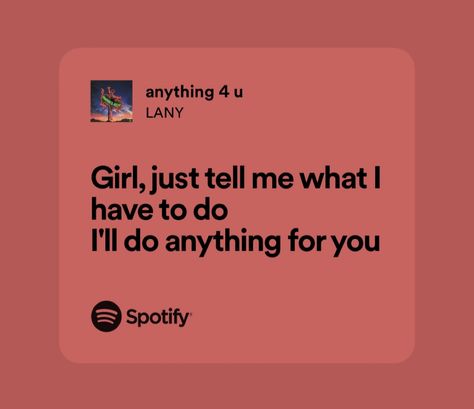 anything 4 u
LANY
Girl, just tell me what I
have to do
I'll do anything for you
Spotify